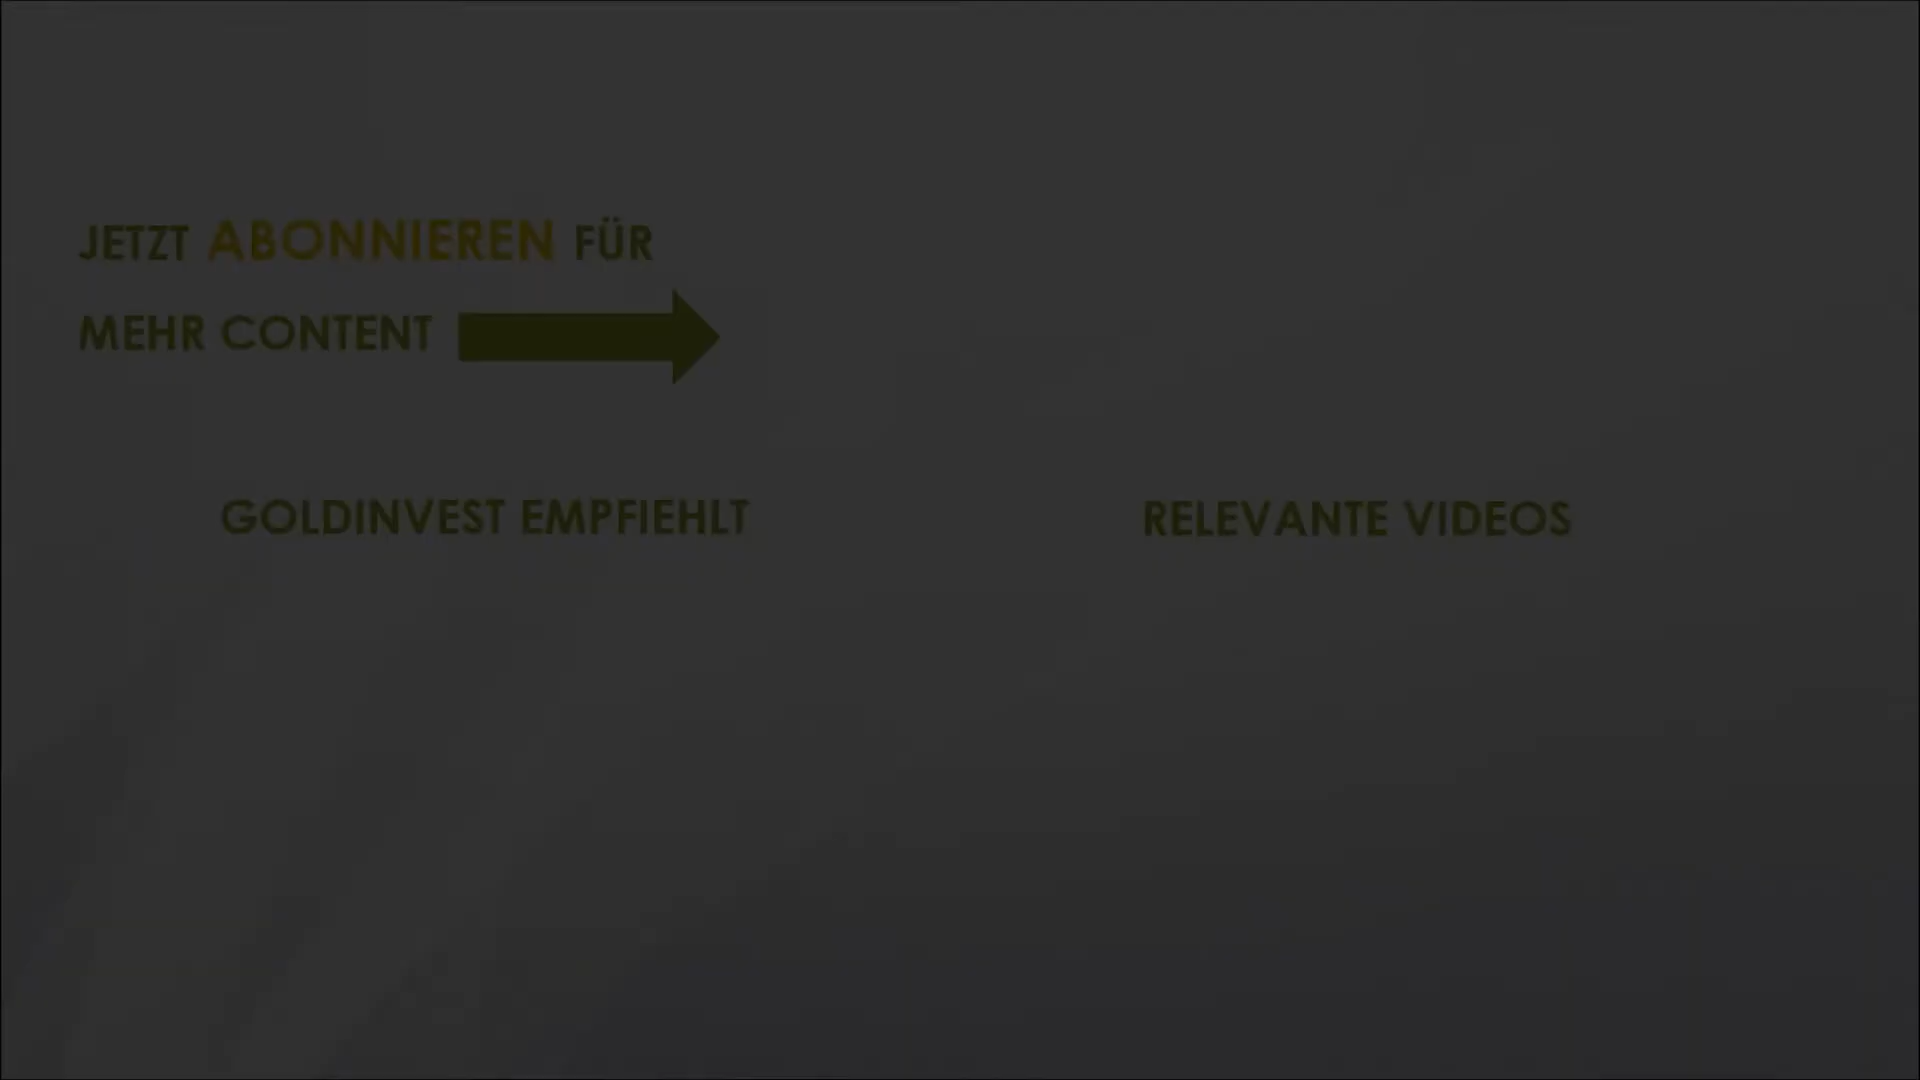 JETZT ABONNIEREN FÜR
MEHR CONTENT
GOLDINVEST EMPFIEHLT
RELEVANTE VIDEOS